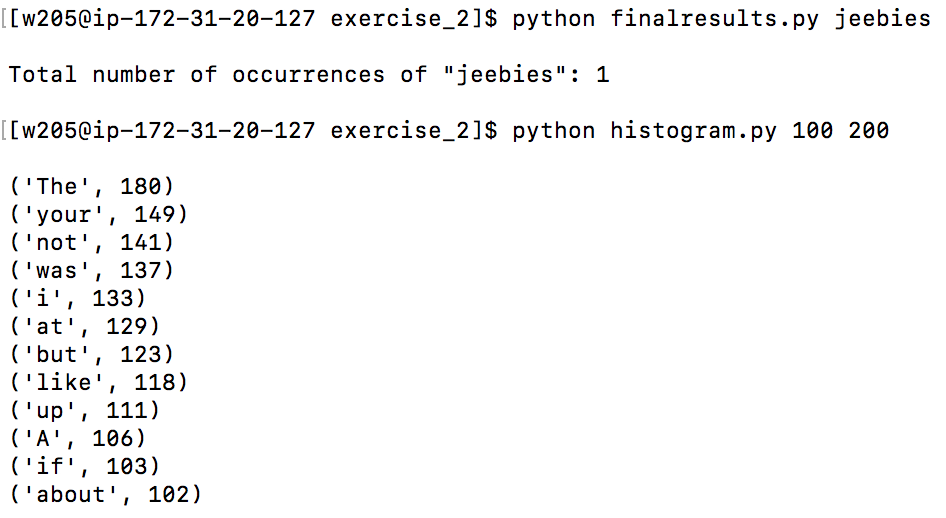 [[w205@ip-172-31-20-127 exercise_2]$ python finalresults.py jeebies
Total number of occurrences of "jeebies": 1
[[w205@ip-172-31-20-127 exercise_2]$ python histogram.py 100 200
('The', 180)
('your', 149)
('not', 141)
('was', 137)
('i', 133)
('at', 129)
('but', 123)
('like', 118)
('up', 111)
('A', 106)
('if', 103)
('about', 102)